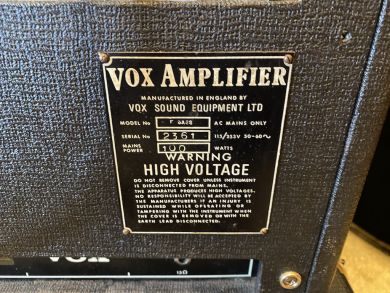 VOX AMPLIFIER
MANUFACTURED IN ENGLAND BY
VOX SOUND EQUIPMENT LTD
MODEL No AC MAINS ONLY
SERIAL No 2361 115/255V 50-60~
MAINS POWER 100 WATTS
WARNING
HIGH VOLTAGE
DO NOT REMOVE COVER UNLESS INSTRUMENT
IS DISCONNECTED FROM MAINS.
THE APPARATUS PRODUCES HIGH VOLTAGES.
NO RESPONSIBILITY WILL BE ACCEPTED BY
THE MANUFACTURERS IF AN INJURY IS
SUSTAINED WHILE OPERATING OR
TAMPERING WITH THE INSTRUMENT WHEN
THE COVER IS REMOVED OR WITH THE
EARTH LEAD DISCONNECTED.
VOX